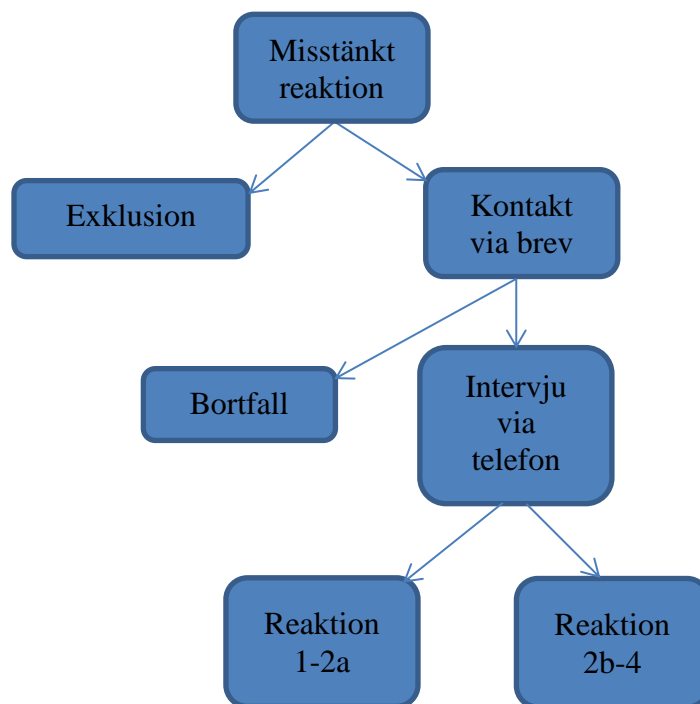 Misstänkt
reaktion
Exklusion
Kontakt
via brev
Bortfall
Intervju
via
telefon
Reaktion
1-2a
Reaktion
2b-4